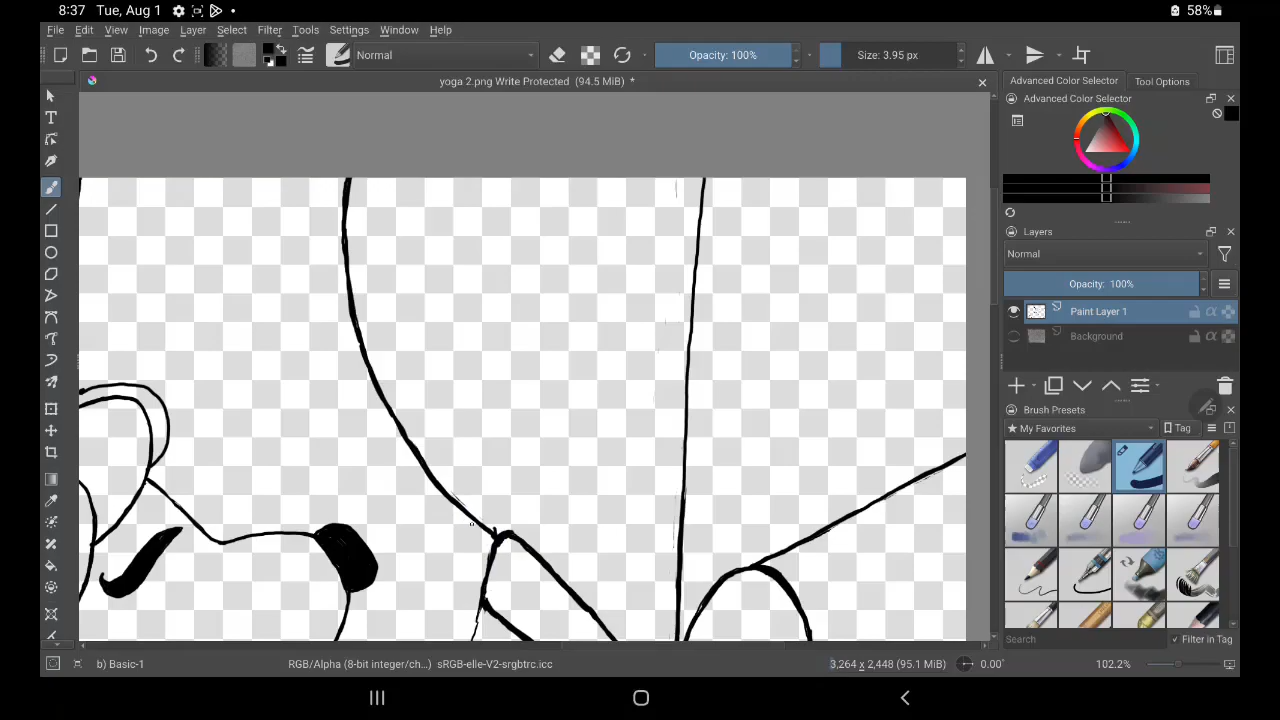 8:37 Tue, Aug 1
58%
File Edit View Image Layer Select Filter Tools Settings Window Help
Normal
Opacity: 100%
Size: 3.95 px
yoga 2.png Write Protected (94.5 MiB) *
Advanced Color Selector
Tool Options
Advanced Color Selector
Layers
Normal
Opacity: 100%
Paint Layer 1
Background
Brush Presets
★ My Favorites
Tag
Search
✓ Filter in Tag
b) Basic-1
RGB/Alpha (8-bit integer/ch...) sRGB-elle-V2-srgbtrc.icc
3,264 x 2,448 (95.1 MiB)
0.00°
102.2%